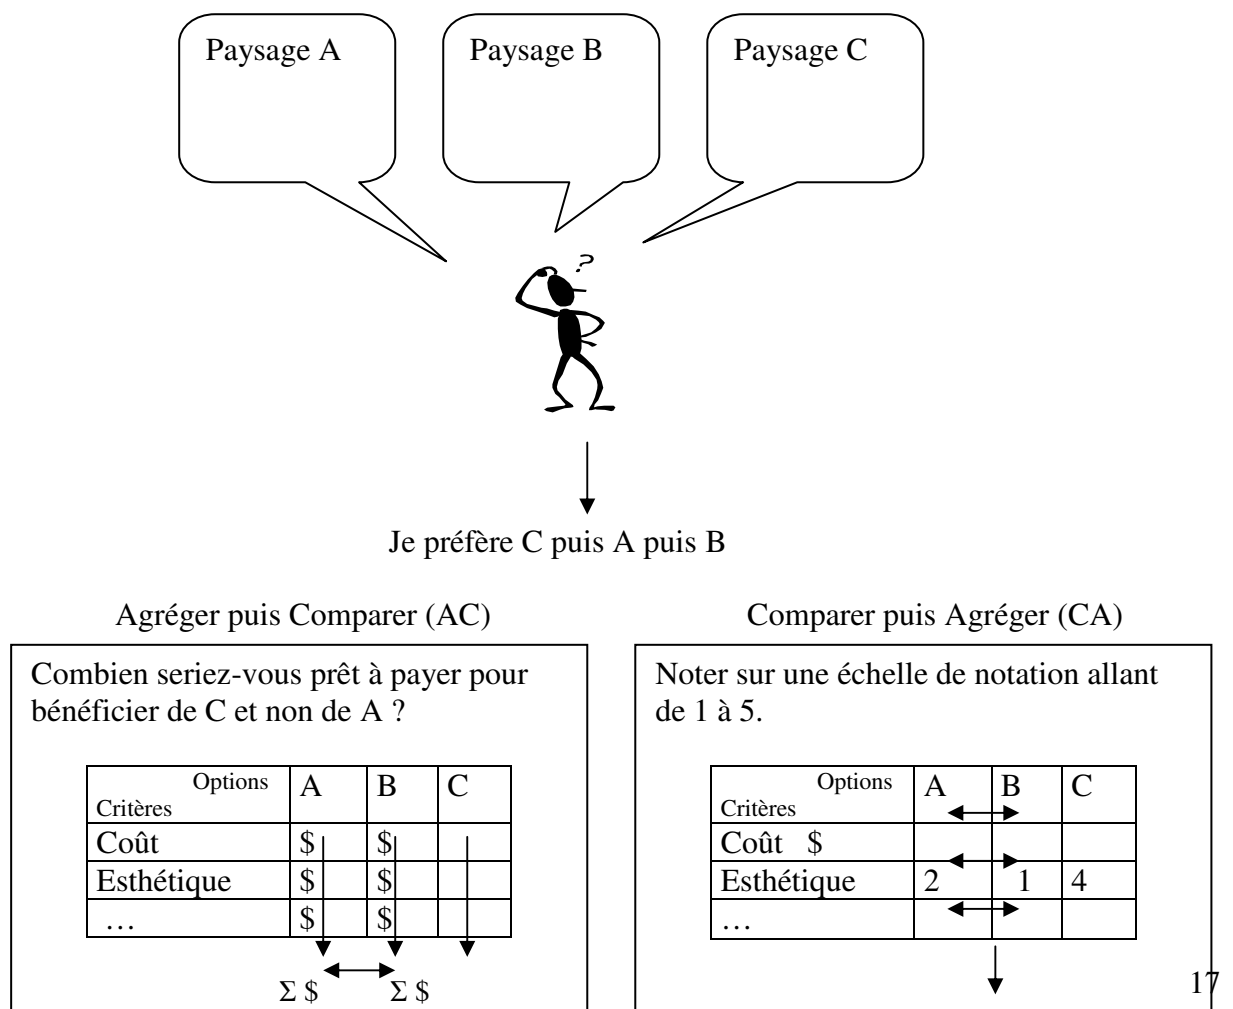 Paysage A
Paysage B
Paysage C
?
Je préfère C puis A puis B
Agréger puis Comparer (AC)
Combien seriez-vous prêt à payer pour
bénéficier de C et non de A ?
Options A B C
Critères
Coût $ $
Esthétique $ $
… $ $
Σ $ Σ $
Comparer puis Agréger (CA)
Noter sur une échelle de notation allant
de 1 à 5.
Options A B C
Critères
Coût $
Esthétique 2 1 4
…
17